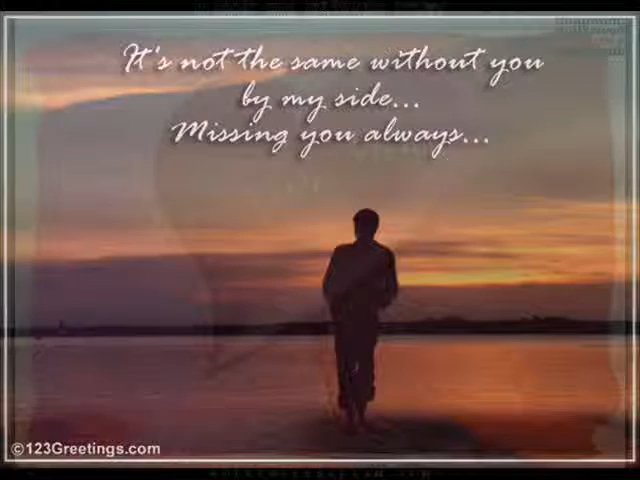 It's not the same without you
by my side...
Missing you always...
©123Greetings.com